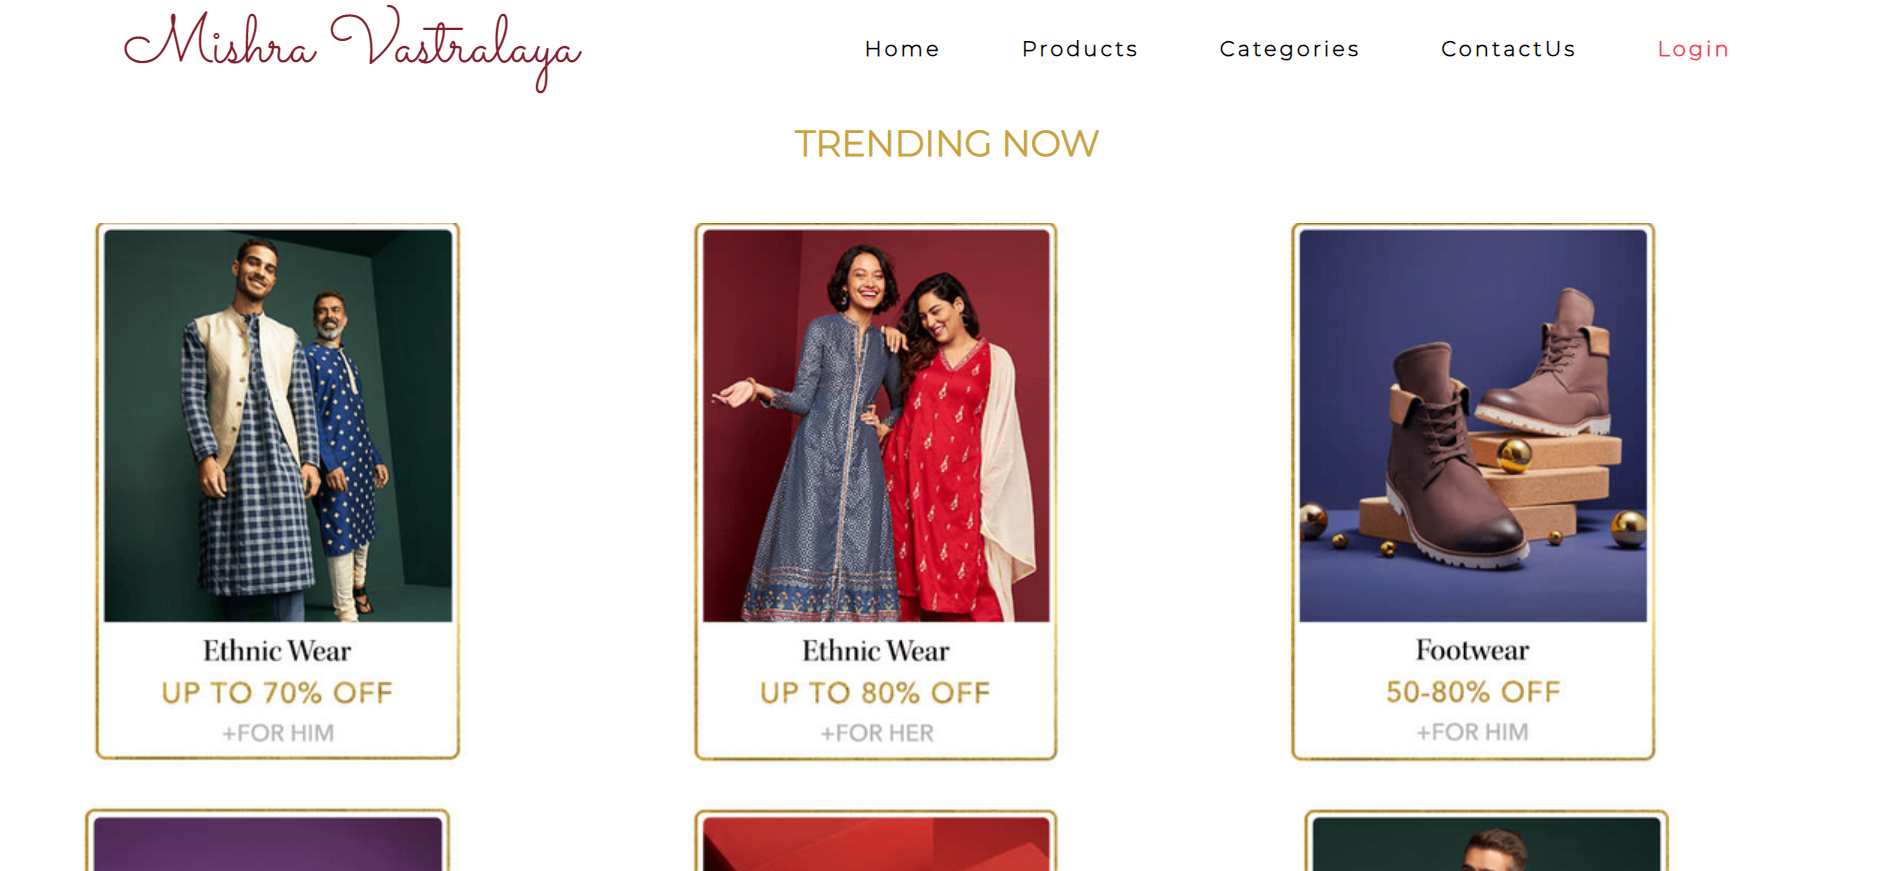 Mishra Vastralaya
Home Products Categories ContactUs Login
TRENDING NOW
Ethnic Wear
UP TO 70% OFF
+FOR HIM
Ethnic Wear
UP TO 80% OFF
+FOR HER
Footwear
50-80% OFF
+FOR HIM